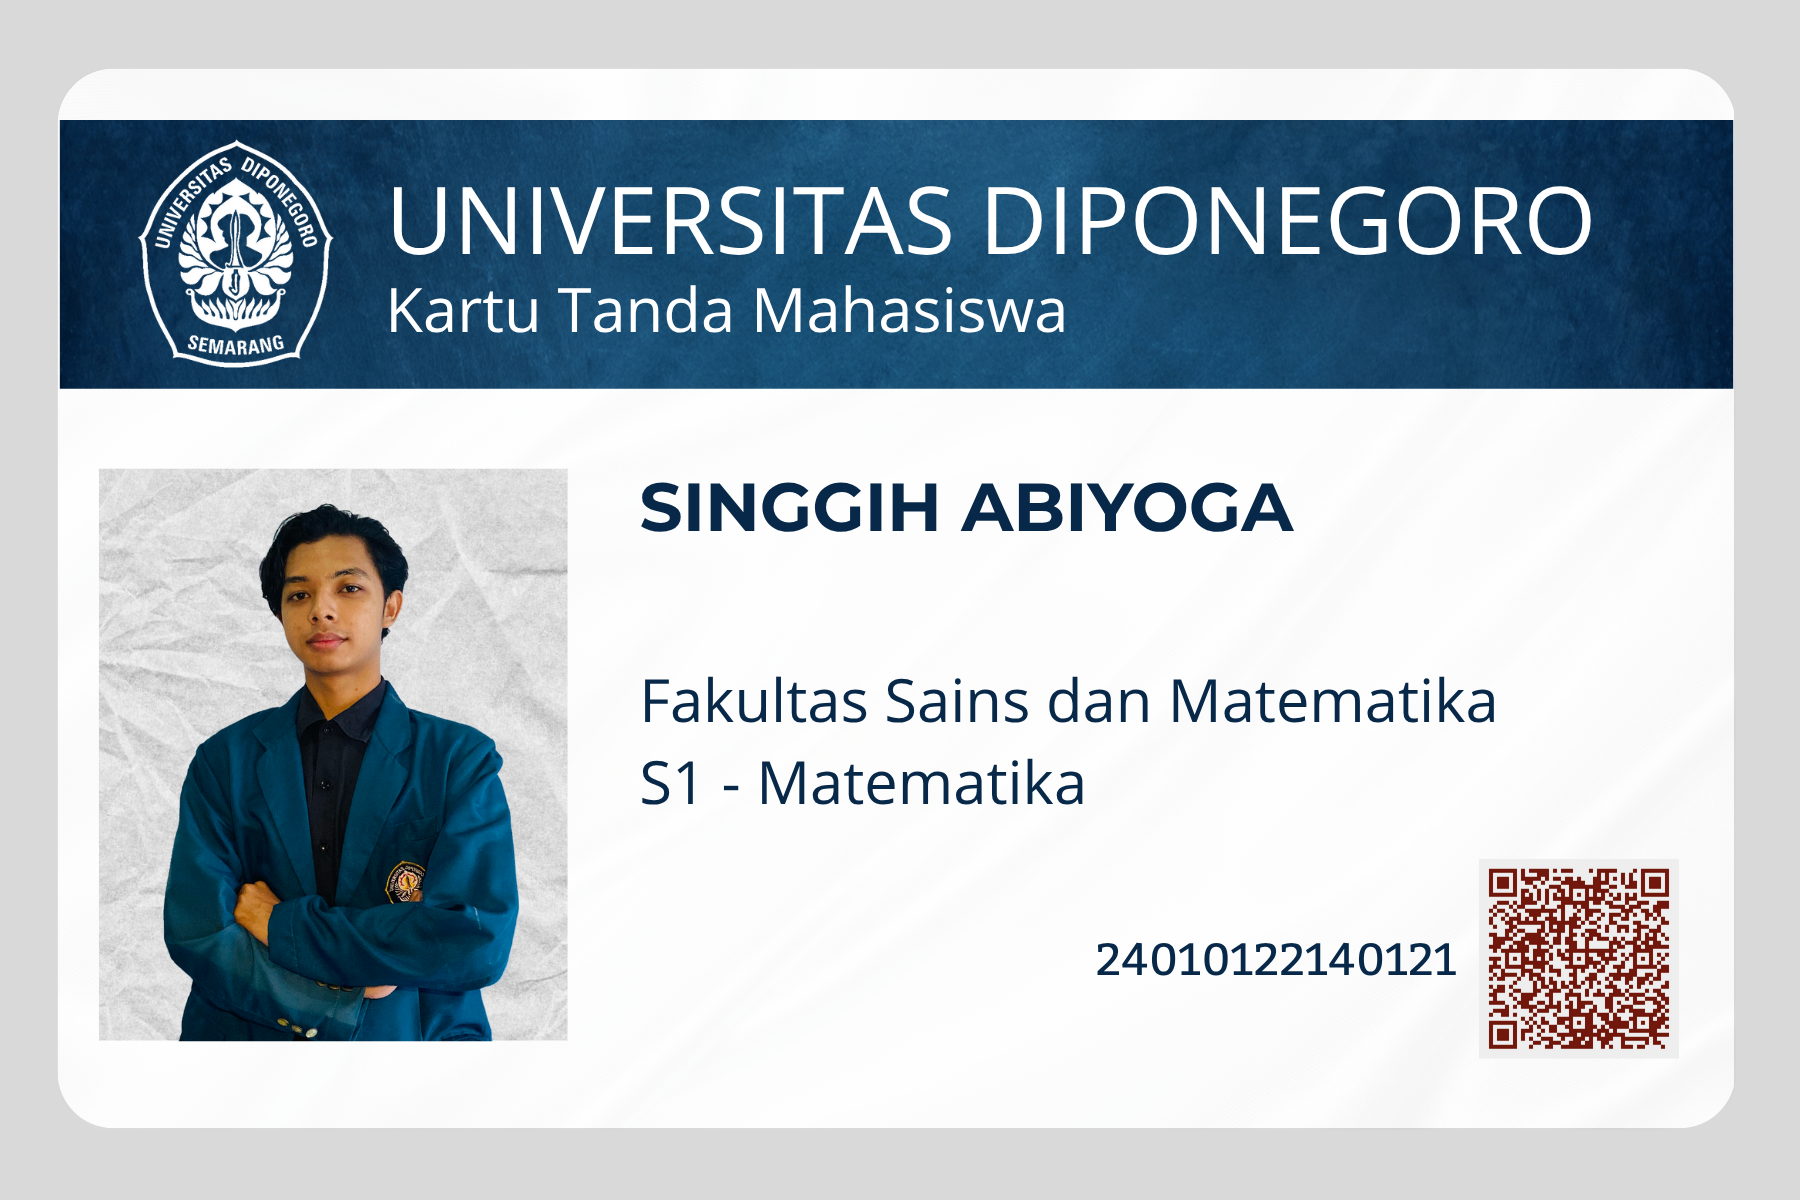 UNIVERSITAS DIPONEGORO
SEMARANG
UNIVERSITAS DIPONEGORO
Kartu Tanda Mahasiswa
SINGGIH ABIYOGA
Fakultas Sains dan Matematika
S1 - Matematika
24010122140121